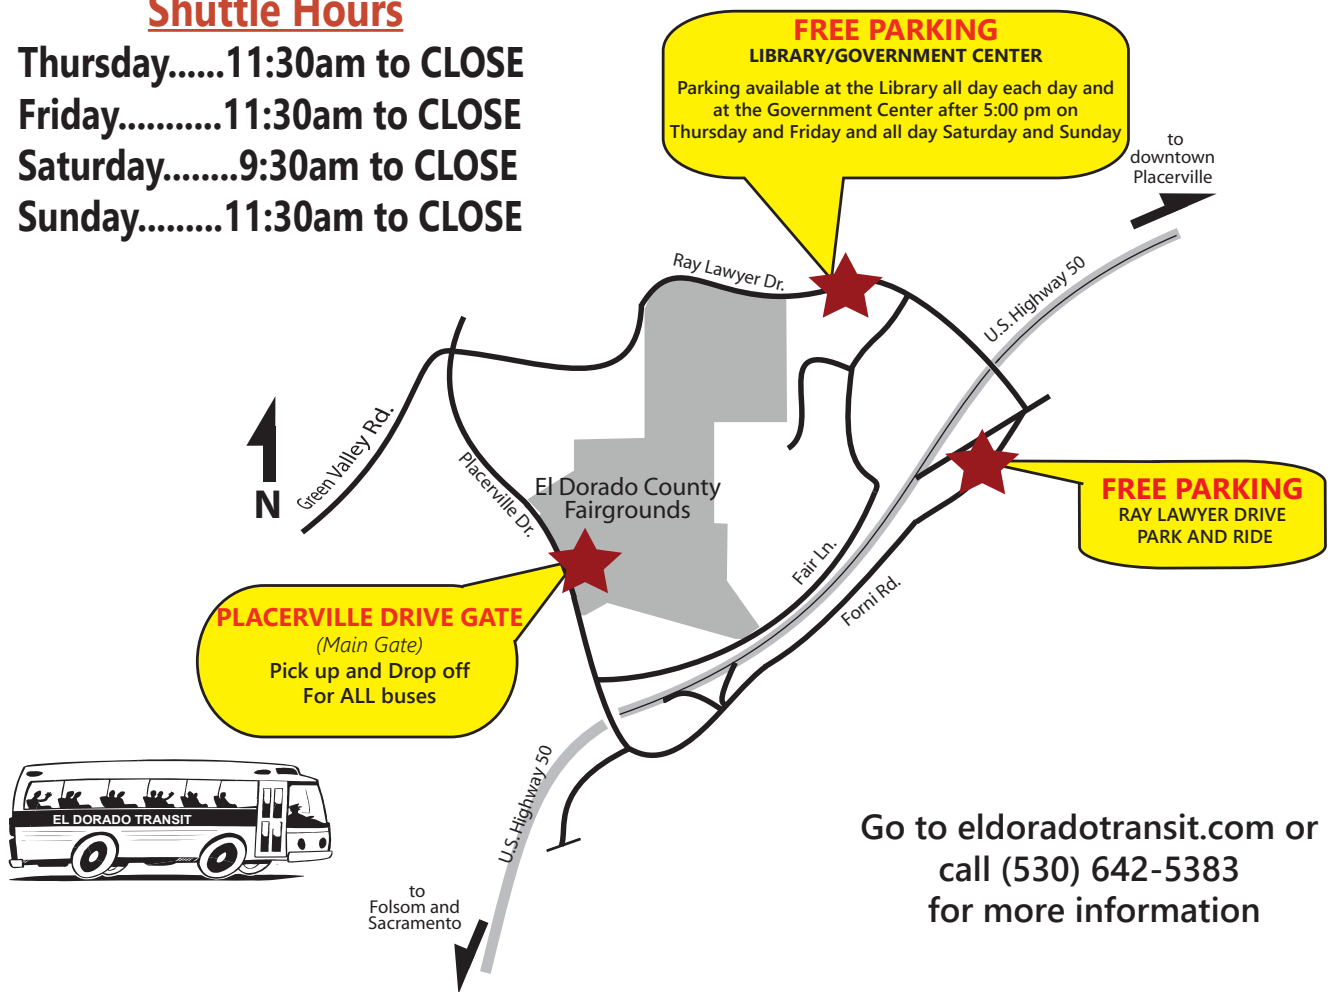 Shuttle Hours
Thursday......11:30am to CLOSE
Friday...........11:30am to CLOSE
Saturday........9:30am to CLOSE
Sunday.........11:30am to CLOSE
FREE PARKING
LIBRARY/GOVERNMENT CENTER
Parking available at the Library all day each day and
at the Government Center after 5:00 pm on
Thursday and Friday and all day Saturday and Sunday
to
downtown
Placerville
Ray Lawyer Dr.
U.S. Highway 50
Green Valley Rd.
N
Placerville Dr.
El Dorado County
Fairgrounds
FREE PARKING
RAY LAWYER DRIVE
PARK AND RIDE
Fair Ln.
Forni Rd.
PLACERVILLE DRIVE GATE
(Main Gate)
Pick up and Drop off
For ALL buses
U.S. Highway 50
EL DORADO TRANSIT
to
Folsom and
Sacramento
Go to eldoradotransit.com or
call (530) 642-5383
for more information